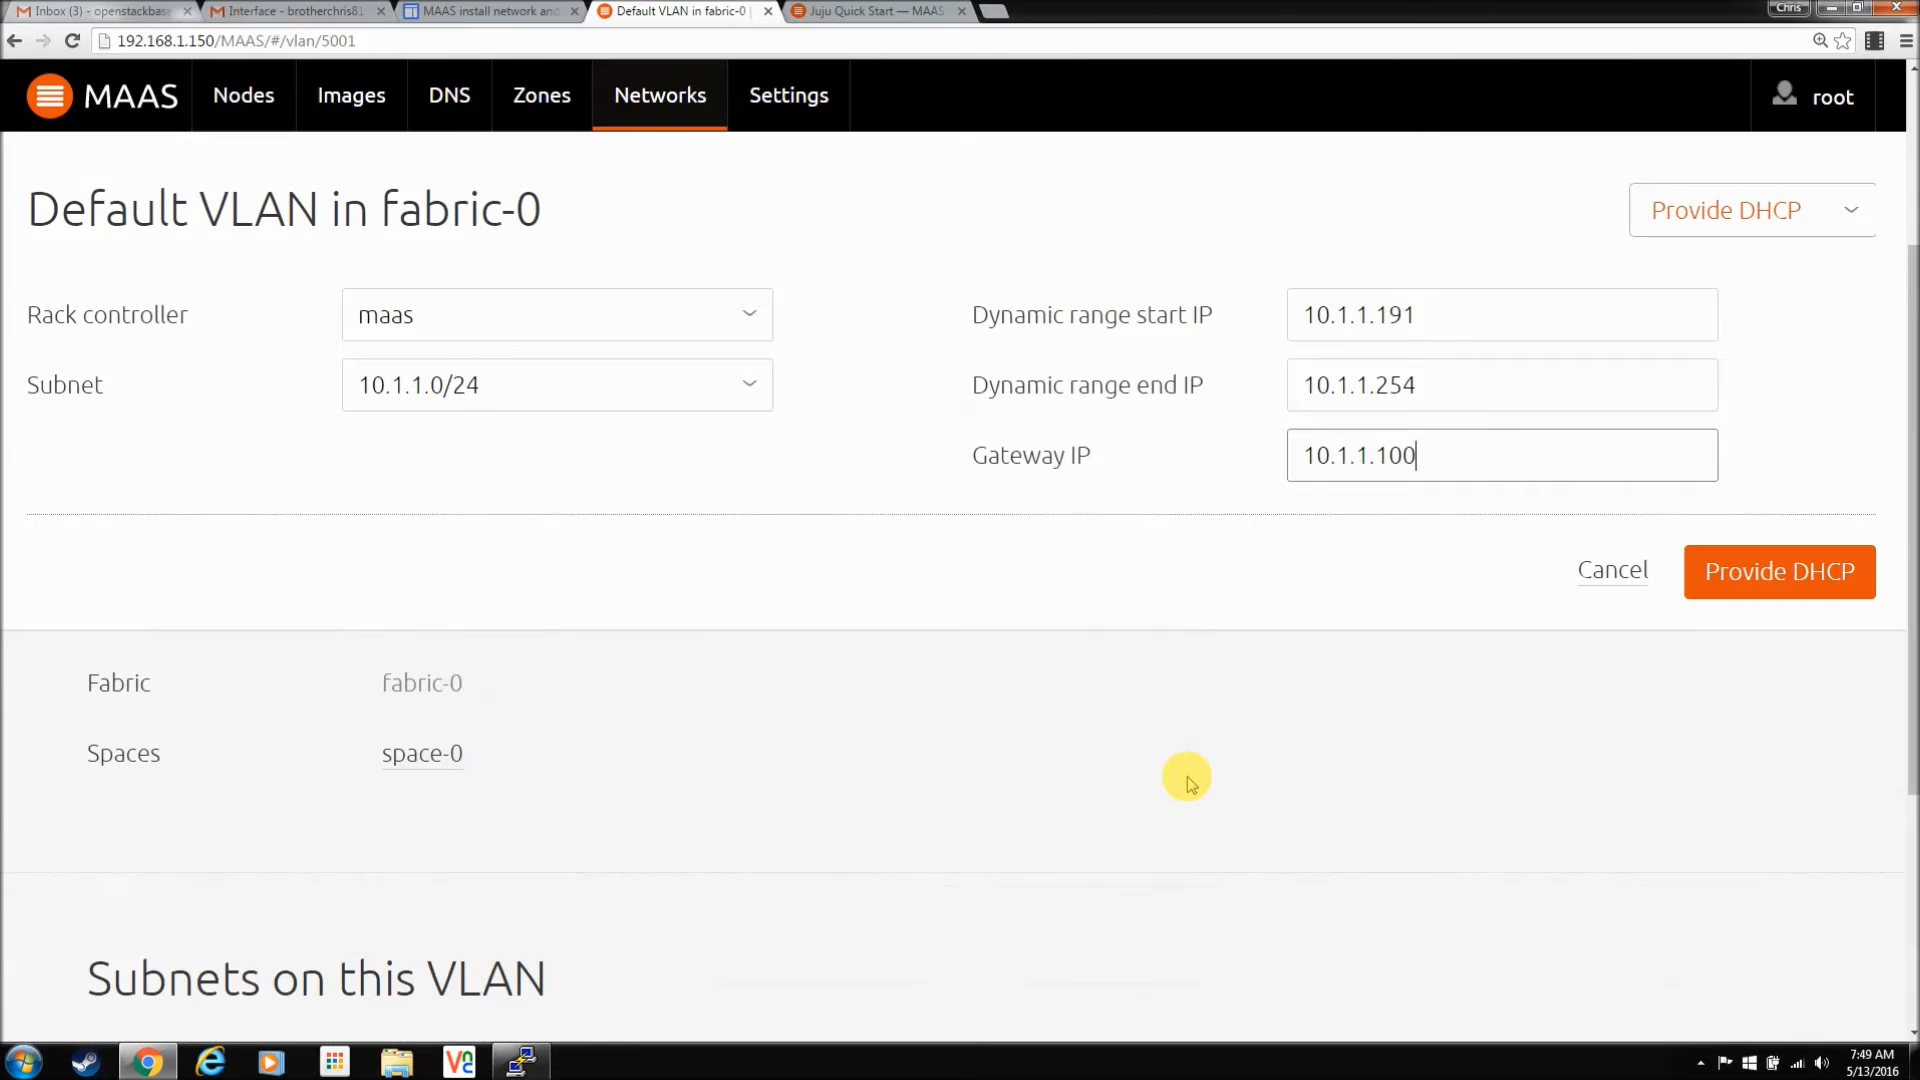 Inbox (3) - openstackbase
Interface - brotherchris81
MAAS install network and
Default VLAN in fabric-0 |
Juju Quick Start — MAAS
Chris
192.168.1.150/MAAS/#/vlan/5001
MAAS
Nodes
Images
DNS
Zones
Networks
Settings
root
Default VLAN in fabric-0
Provide DHCP
Rack controller
maas
Dynamic range start IP
10.1.1.191
Subnet
10.1.1.0/24
Dynamic range end IP
10.1.1.254
Gateway IP
10.1.1.100
Cancel
Provide DHCP
Fabric
fabric-0
Spaces
space-0
Subnets on this VLAN
7:49 AM
5/13/2016